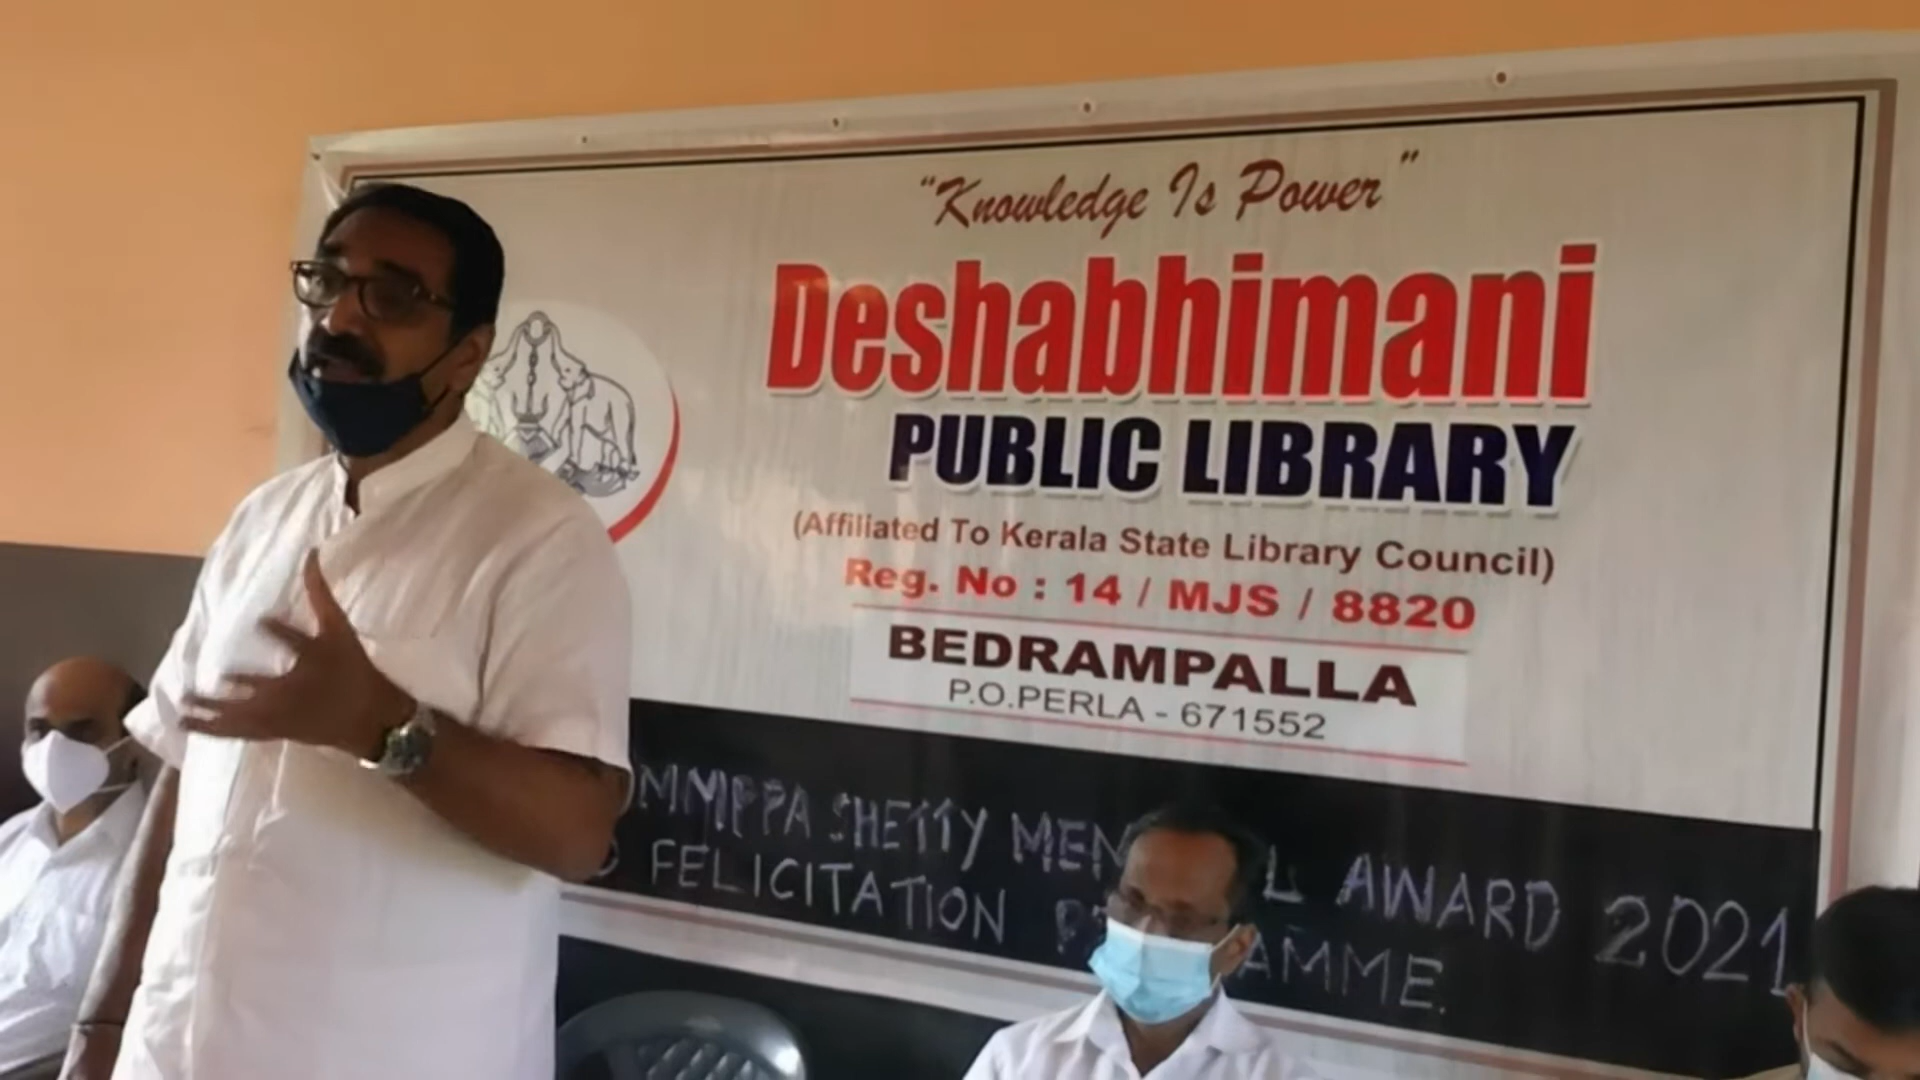 "Knowledge Is Power"
Deshabhimani
PUBLIC LIBRARY
(Affiliated To Kerala State Library Council)
Reg. No : 14 / MJS / 8820
BEDRAMPALLA
P.O.PERLA - 671552
SHETTY AWARD 2021
FELICITATION